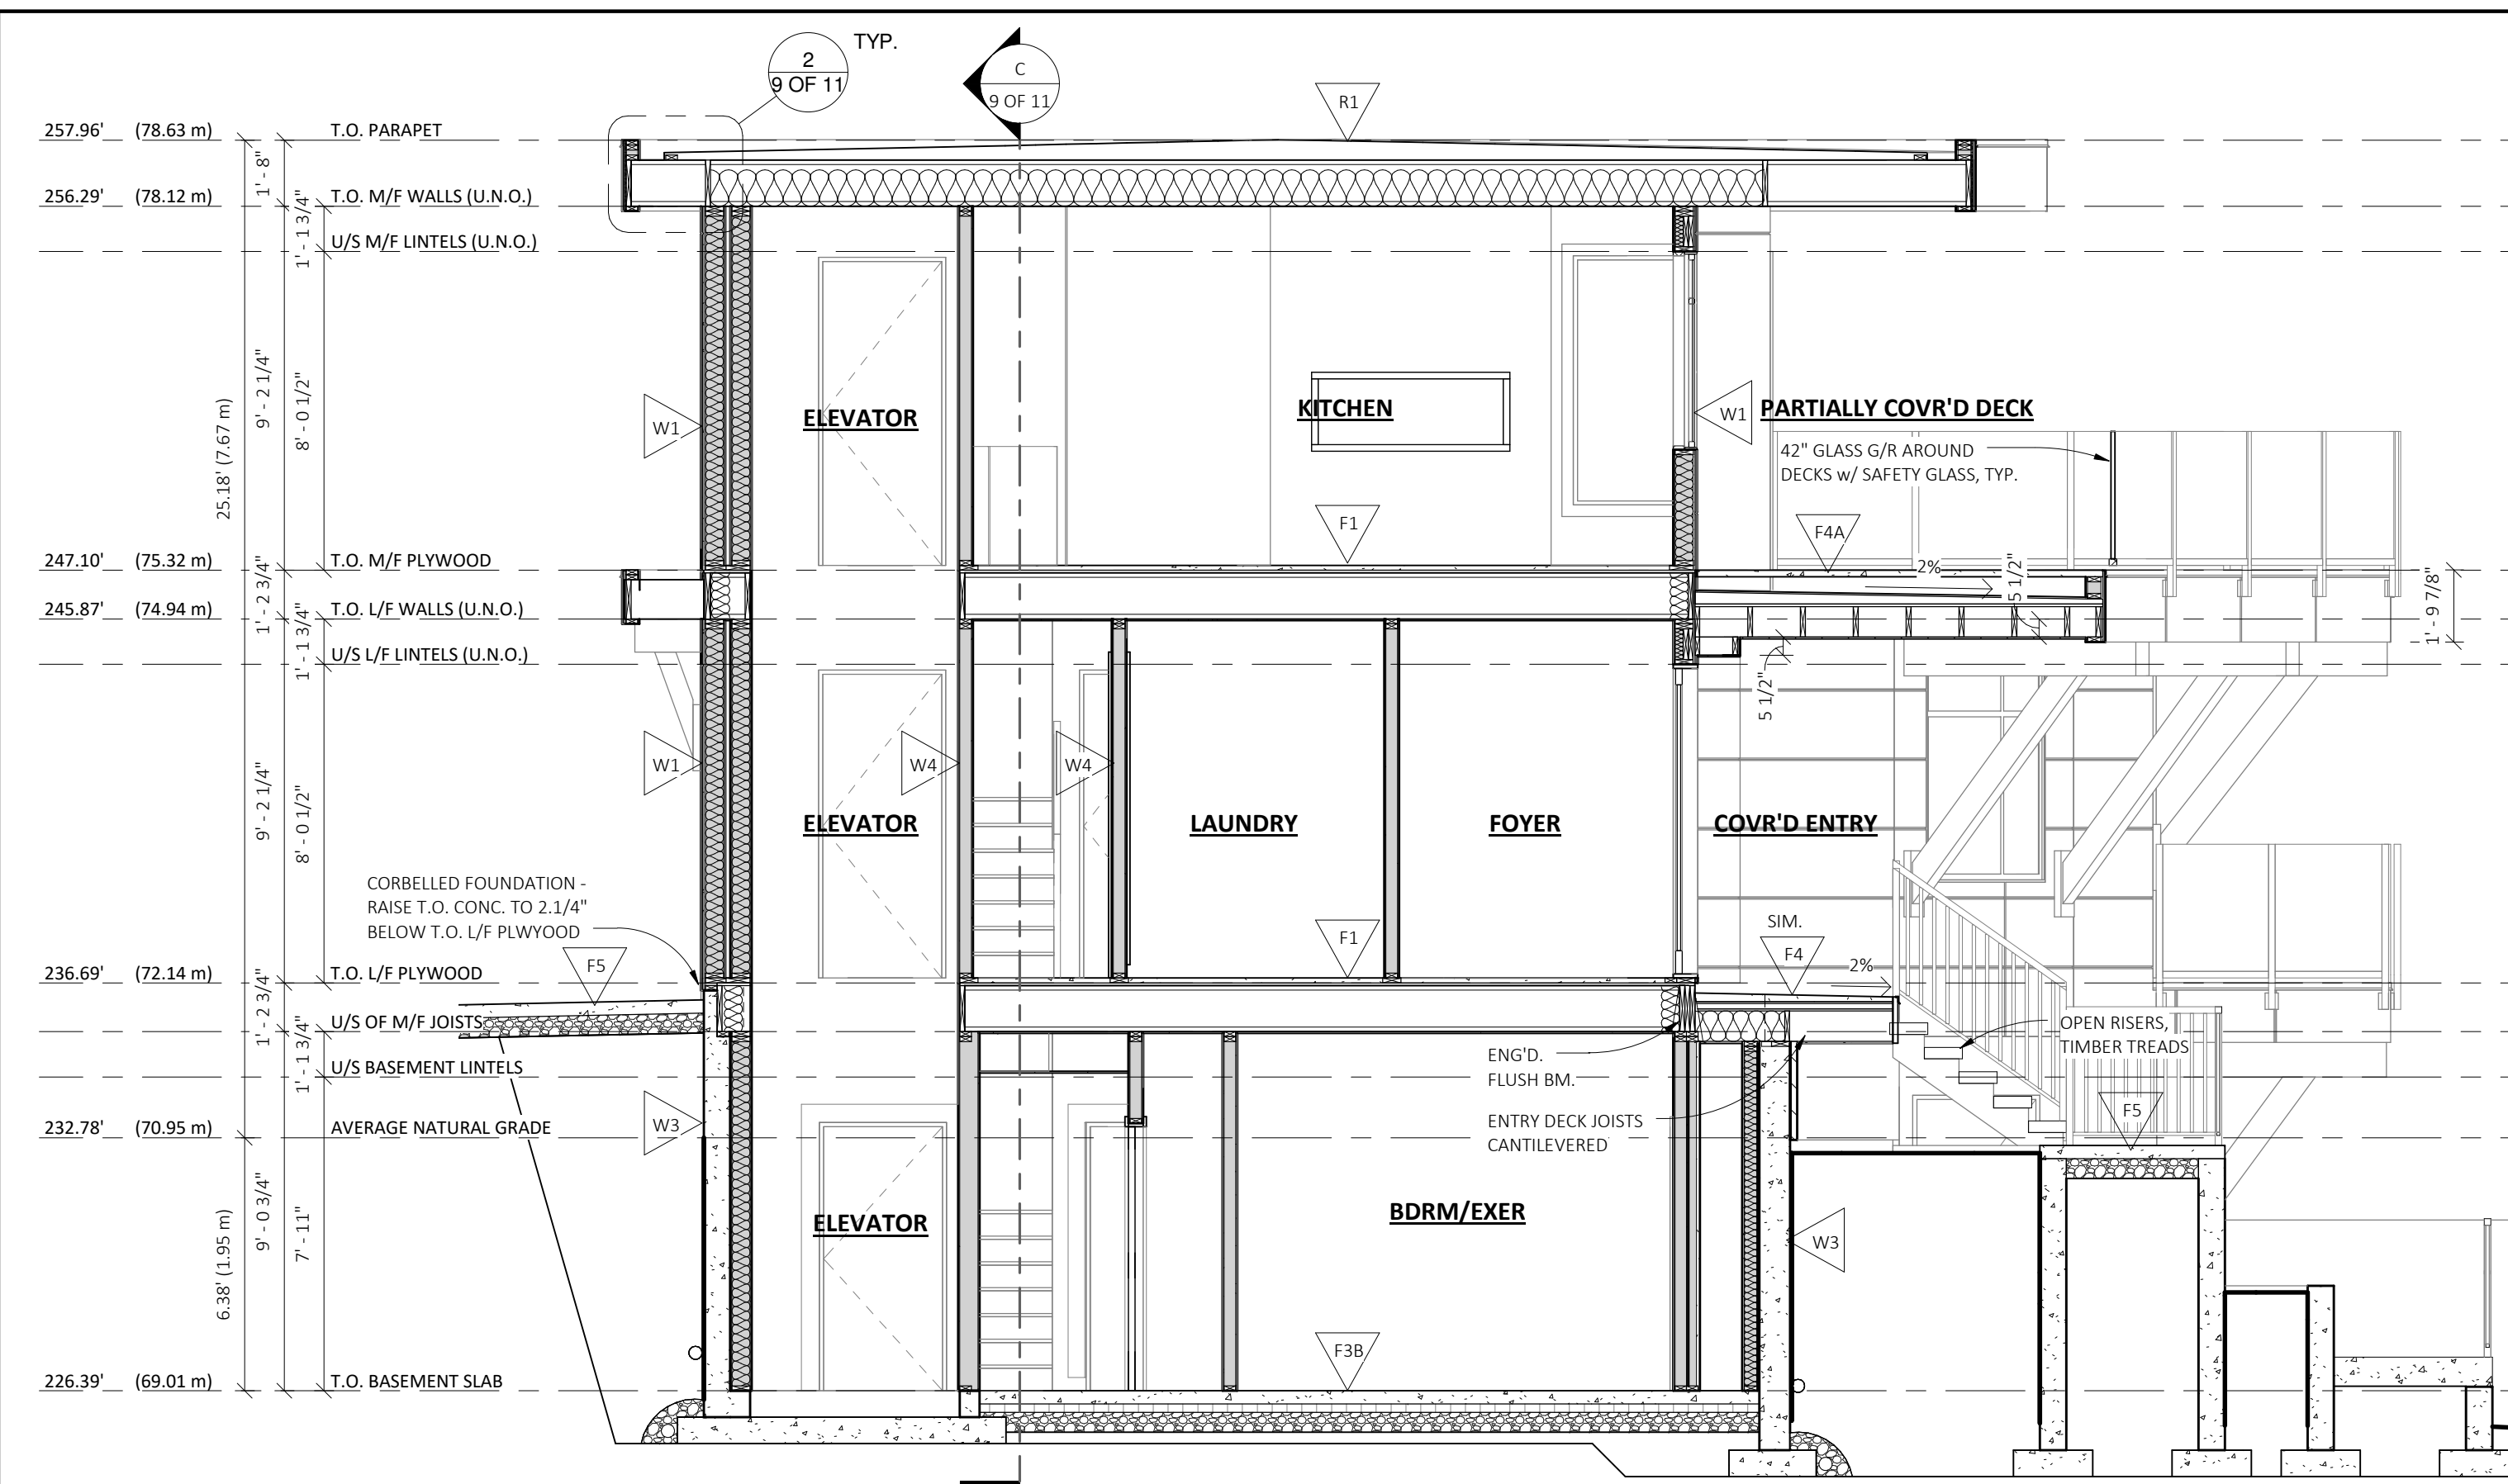 2
9 OF 11
TYP.
C
9 OF 11
R1
257.96' (78.63 m) T.O. PARAPET
1' - 8"
256.29' (78.12 m) T.O. M/F WALLS (U.N.O.)
1' - 1 3/4"
U/S M/F LINTELS (U.N.O.)
25.18' (7.67 m)
9' - 2 1/4"
8' - 0 1/2"
W1
ELEVATOR
KITCHEN
W1
PARTIALLY COVR'D DECK
42" GLASS G/R AROUND
DECKS w/ SAFETY GLASS, TYP.
F1
F4A
247.10' (75.32 m) T.O. M/F PLYWOOD
2%
5 1/2"
1' - 9 7/8"
1' - 2 3/4"
245.87' (74.94 m) T.O. L/F WALLS (U.N.O.)
1' - 1 3/4"
U/S L/F LINTELS (U.N.O.)
5 1/2"
9' - 2 1/4"
8' - 0 1/2"
W1
W4
W4
ELEVATOR
LAUNDRY
FOYER
COVR'D ENTRY
CORBELLED FOUNDATION -
RAISE T.O. CONC. TO 2.1/4"
BELOW T.O. L/F PLWYOOD
F5
F1
SIM.
F4
2%
236.69' (72.14 m) T.O. L/F PLYWOOD
1' - 2 3/4"
U/S OF M/F JOISTS
1' - 1 3/4"
U/S BASEMENT LINTELS
ENG'D.
FLUSH BM.
OPEN RISERS,
TIMBER TREADS
232.78' (70.95 m) AVERAGE NATURAL GRADE
W3
ENTRY DECK JOISTS
CANTILEVERED
F5
6.38' (1.95 m)
9' - 0 3/4"
7' - 11"
ELEVATOR
BDRM/EXER
W3
F3B
226.39' (69.01 m) T.O. BASEMENT SLAB